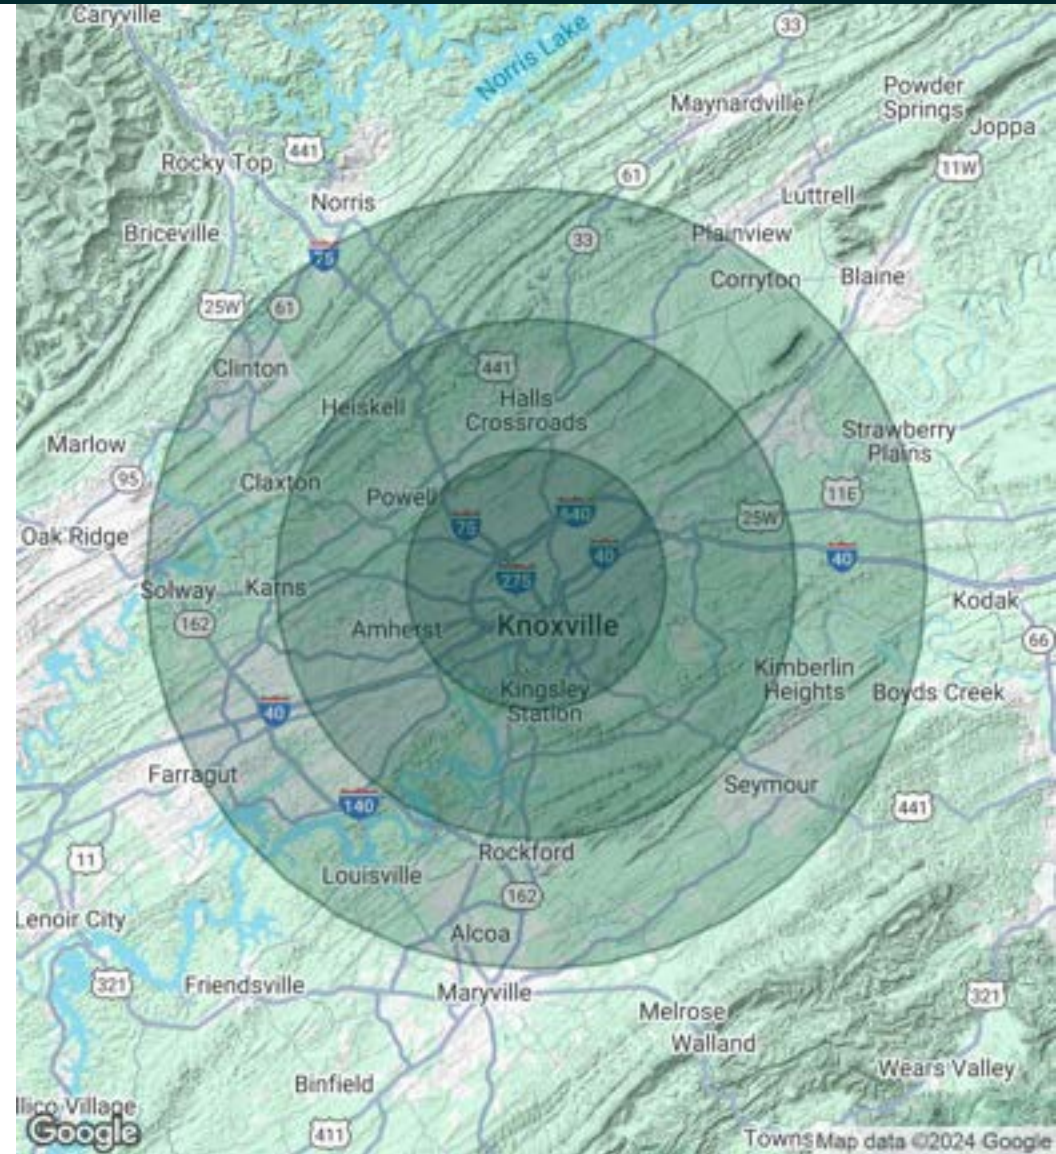 Caryville
Norris Lake
33
Maynardville
Powder
Springs
Joppa
441
Rocky Top
61
11W
Norris
Luttrell
Briceville
33
Plainview
75
Corryton
Blaine
25W
61
Clinton
441
Heiskell
Halls
Crossroads
Marlow
Strawberry
Plains
95
Claxton
Powell
11E
75
640
25W
Oak Ridge
40
40
275
Solway
Karns
Kodak
162
Amherst
Knoxville
66
Kimberlin
Heights
Kingsley
Station
Boyds Creek
40
Farragut
Seymour
140
441
11
Rockford
Louisville
162
Lenoir City
Alcoa
321
Friendsville
Maryville
321
Melrose
Walland
Wears Valley
Binfield
llico Village
Google
411
Towns
Map data ©2024 Google